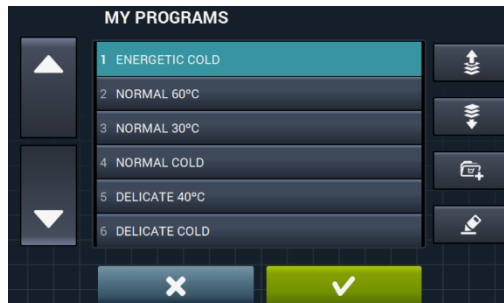 MY PROGRAMS
1 ENERGETIC COLD
2 NORMAL 60ºC
3 NORMAL 30ºC
4 NORMAL COLD
5 DELICATE 40ºC
6 DELICATE COLD